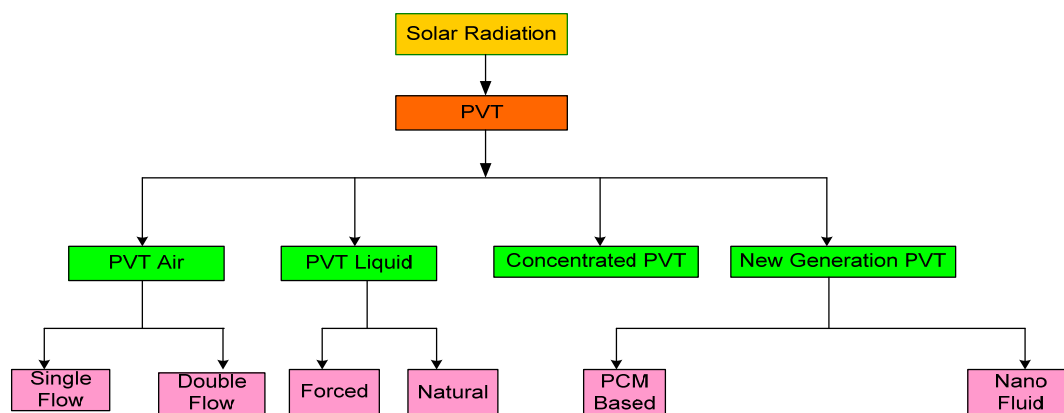 Solar Radiation
PVT
PVT Air
PVT Liquid
Concentrated PVT
New Generation PVT
Single
Flow
Double
Flow
Forced
Natural
PCM
Based
Nano
Fluid